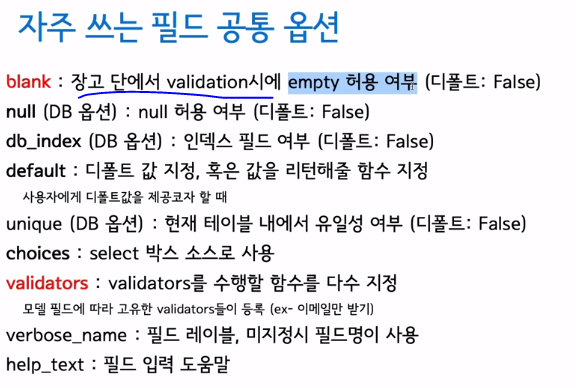 자주 쓰는 필드 공통 옵션
blank : 장고 단에서 validation시에 empty 허용 여부 (디폴트: False)
null (DB 옵션) : null 허용 여부 (디폴트: False)
db_index (DB 옵션) : 인덱스 필드 여부 (디폴트: False)
default : 디폴트 값 지정, 혹은 값을 리턴해줄 함수 지정
사용자에게 디폴트값을 제공코자 할 때
unique (DB 옵션) : 현재 테이블 내에서 유일성 여부 (디폴트: False)
choices : select 박스 소스로 사용
validators : validators를 수행할 함수를 다수 지정
모델 필드에 따라 고유한 validators들이 등록 (ex- 이메일만 받기)
verbose_name : 필드 레이블, 미지정시 필드명이 사용
help_text : 필드 입력 도움말